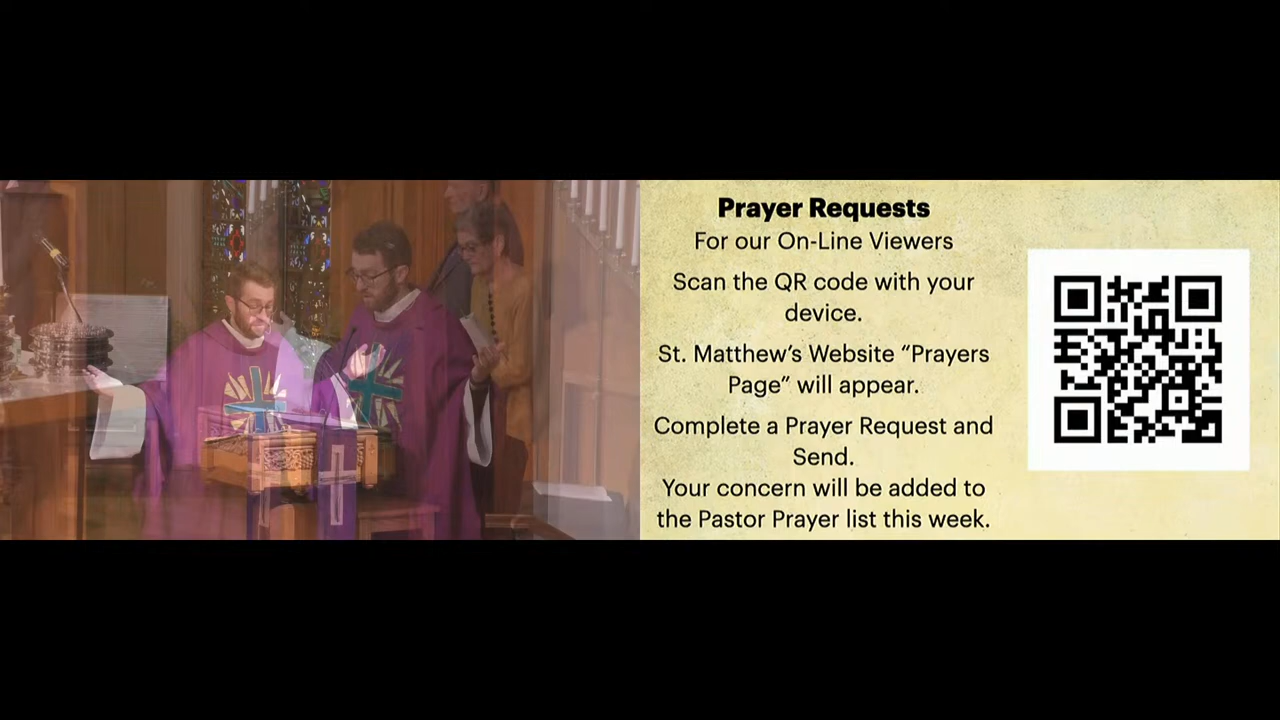 Prayer Requests
For our On-Line Viewers
Scan the QR code with your
device.
St. Matthew’s Website “Prayers
Page” will appear.
Complete a Prayer Request and
Send.
Your concern will be added to
the Pastor Prayer list this week.